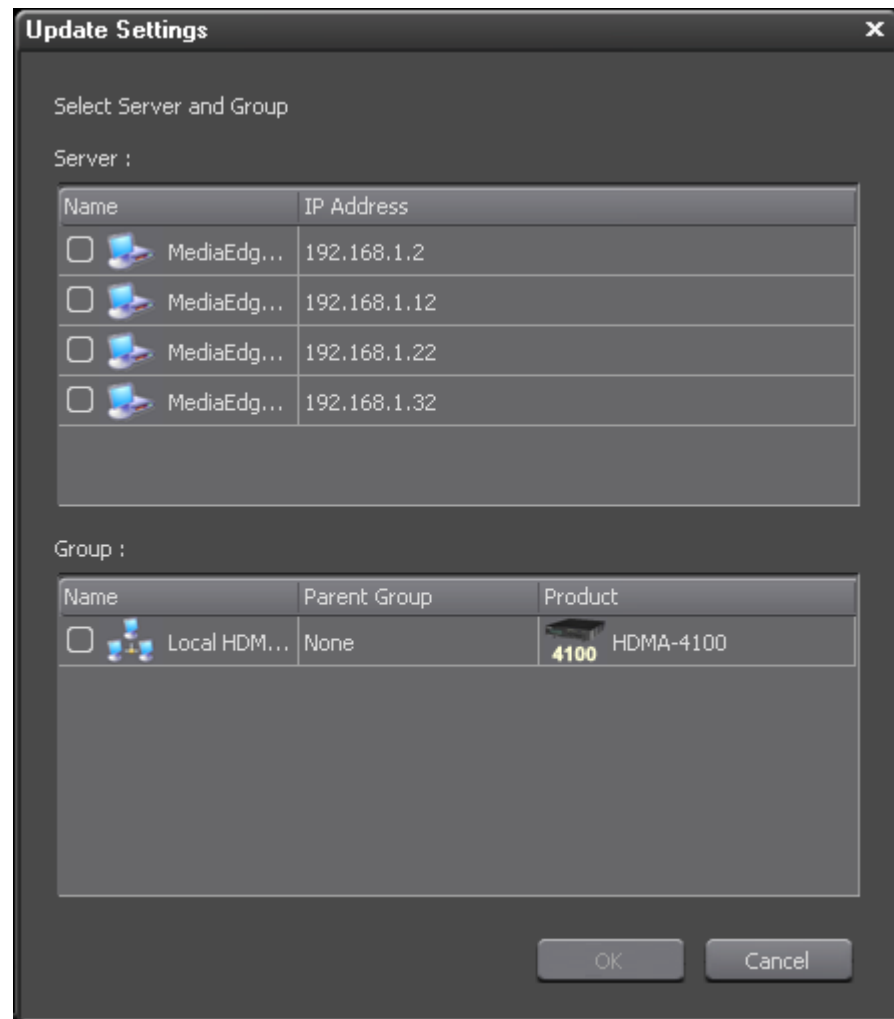 Update Settings x
Select Server and Group
Server :
Name IP Address
MediaEdg... 192.168.1.2
MediaEdg... 192.168.1.12
MediaEdg... 192.168.1.22
MediaEdg... 192.168.1.32
Group :
Name Parent Group Product
Local HDM... None 4100 HDMA-4100
OK Cancel